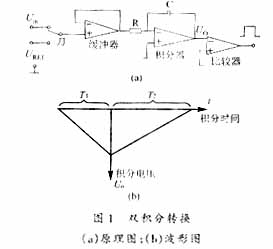 U_in
U_REF
刀
缓冲器
R
C
积分器
U_O
比较器
(a)
T₁
T₂
t
积分时间
积分电压
U_o
(b)
图1 双积分转换
(a)原理图;(b)波形图